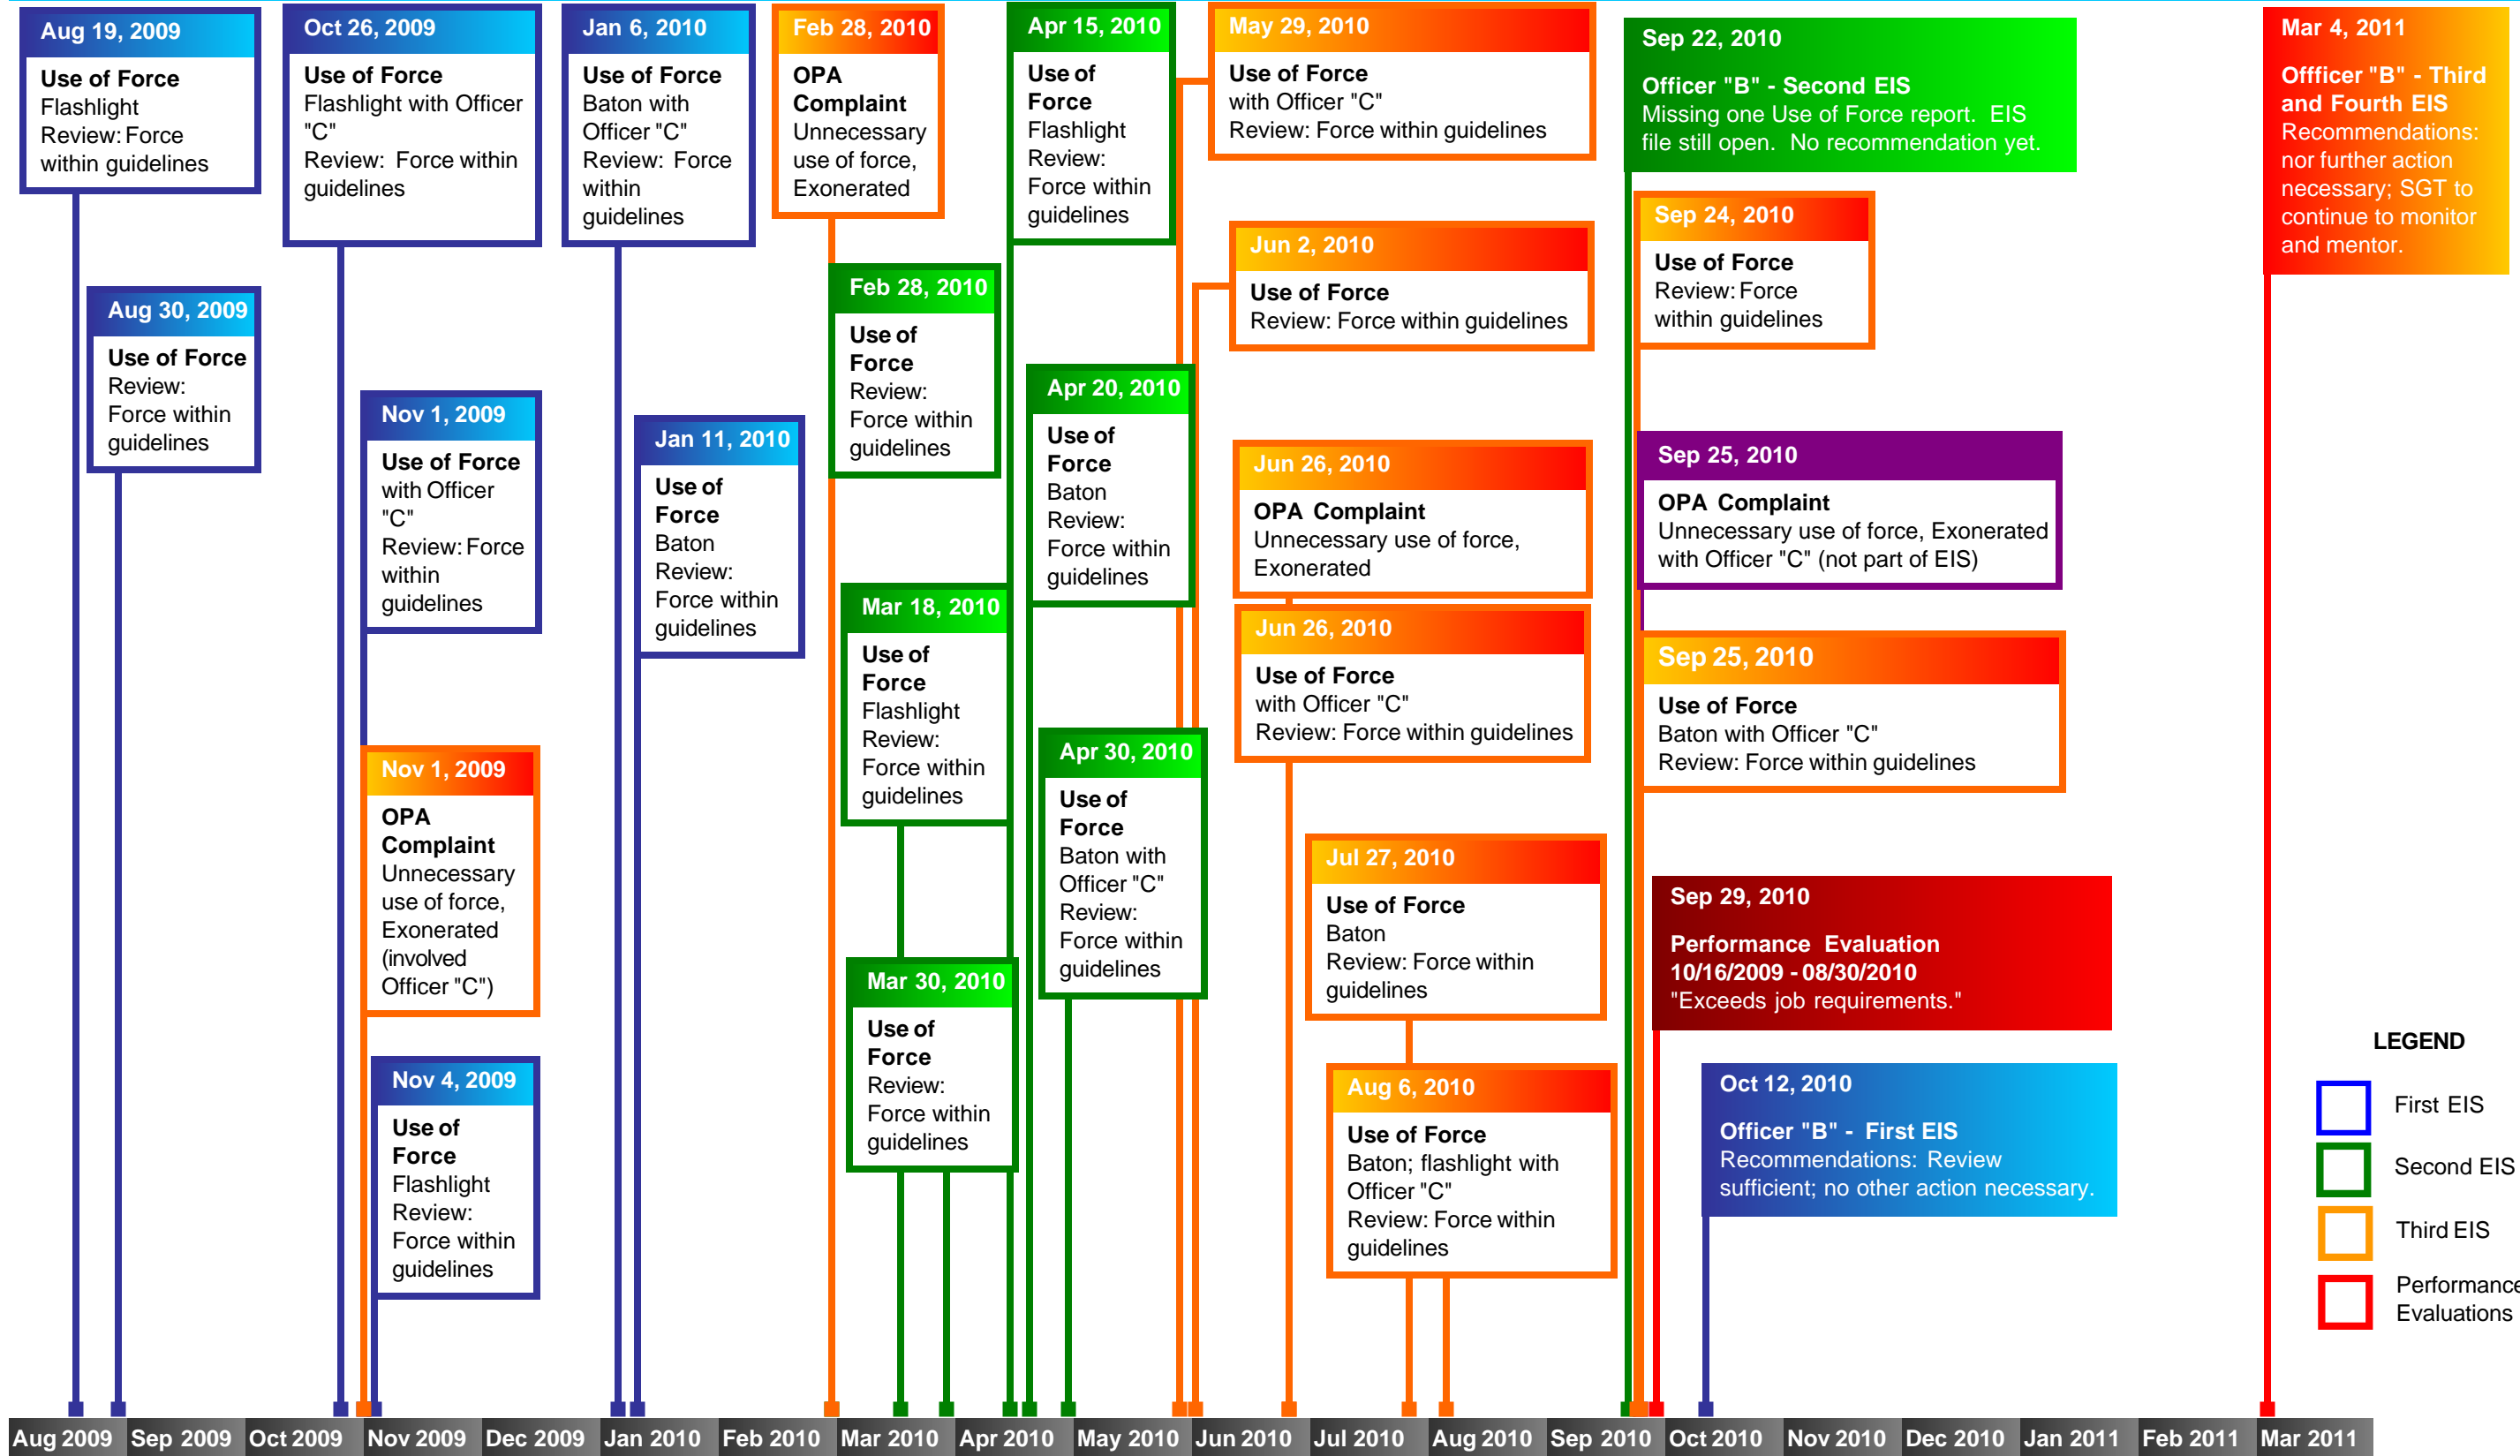 Aug 19, 2009
Use of Force
Flashlight
Review: Force
within guidelines
Aug 30, 2009
Use of Force
Review:
Force within
guidelines
Oct 26, 2009
Use of Force
Flashlight with Officer
"C"
Review: Force within
guidelines
Nov 1, 2009
Use of Force
with Officer
"C"
Review: Force
within
guidelines
Nov 1, 2009
OPA
Complaint
Unnecessary
use of force,
Exonerated
(involved
Officer "C")
Nov 4, 2009
Use of
Force
Flashlight
Review:
Force within
guidelines
Jan 6, 2010
Use of Force
Baton with
Officer "C"
Review: Force
within
guidelines
Jan 11, 2010
Use of
Force
Baton
Review:
Force within
guidelines
Feb 28, 2010
OPA
Complaint
Unnecessary
use of force,
Exonerated
Feb 28, 2010
Use of
Force
Review:
Force within
guidelines
Mar 18, 2010
Use of
Force
Flashlight
Review:
Force within
guidelines
Mar 30, 2010
Use of
Force
Review:
Force within
guidelines
Apr 15, 2010
Use of
Force
Flashlight
Review:
Force within
guidelines
Apr 20, 2010
Use of
Force
Baton
Review:
Force within
guidelines
Apr 30, 2010
Use of
Force
Baton with
Officer "C"
Review:
Force within
guidelines
May 29, 2010
Use of Force
with Officer "C"
Review: Force within guidelines
Jun 2, 2010
Use of Force
Review: Force within guidelines
Jun 26, 2010
OPA Complaint
Unnecessary use of force,
Exonerated
Jun 26, 2010
Use of Force
with Officer "C"
Review: Force within guidelines
Jul 27, 2010
Use of Force
Baton
Review: Force within
guidelines
Aug 6, 2010
Use of Force
Baton; flashlight with
Officer "C"
Review: Force within
guidelines
Sep 22, 2010
Officer "B" - Second EIS
Missing one Use of Force report. EIS
file still open. No recommendation yet.
Sep 24, 2010
Use of Force
Review: Force
within guidelines
Sep 25, 2010
OPA Complaint
Unnecessary use of force, Exonerated
with Officer "C" (not part of EIS)
Sep 25, 2010
Use of Force
Baton with Officer "C"
Review: Force within guidelines
Sep 29, 2010
Performance Evaluation
10/16/2009 - 08/30/2010
"Exceeds job requirements."
Oct 12, 2010
Officer "B" - First EIS
Recommendations: Review
sufficient; no other action necessary.
Mar 4, 2011
Offficer "B" - Third
and Fourth EIS
Recommendations:
nor further action
necessary; SGT to
continue to monitor
and mentor.
LEGEND
First EIS
Second EIS
Third EIS
Performance
Evaluations
Aug 2009 Sep 2009 Oct 2009 Nov 2009 Dec 2009 Jan 2010 Feb 2010 Mar 2010 Apr 2010 May 2010 Jun 2010 Jul 2010 Aug 2010 Sep 2010 Oct 2010 Nov 2010 Dec 2010 Jan 2011 Feb 2011 Mar 2011